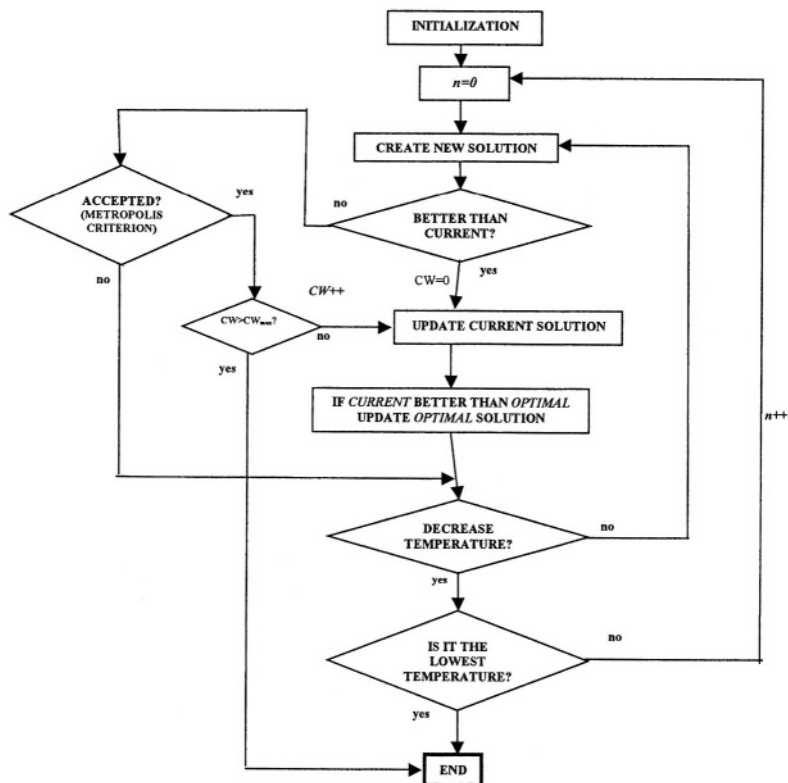 INITIALIZATION
n=0
CREATE NEW SOLUTION
no
BETTER THAN
CURRENT?
yes
CW=0
ACCEPTED?
(METROPOLIS
CRITERION)
yes
no
CW++
CW>CWmax?
no
yes
UPDATE CURRENT SOLUTION
IF CURRENT BETTER THAN OPTIMAL
UPDATE OPTIMAL SOLUTION
n++
DECREASE
TEMPERATURE?
no
yes
IS IT THE
LOWEST
TEMPERATURE?
no
yes
END